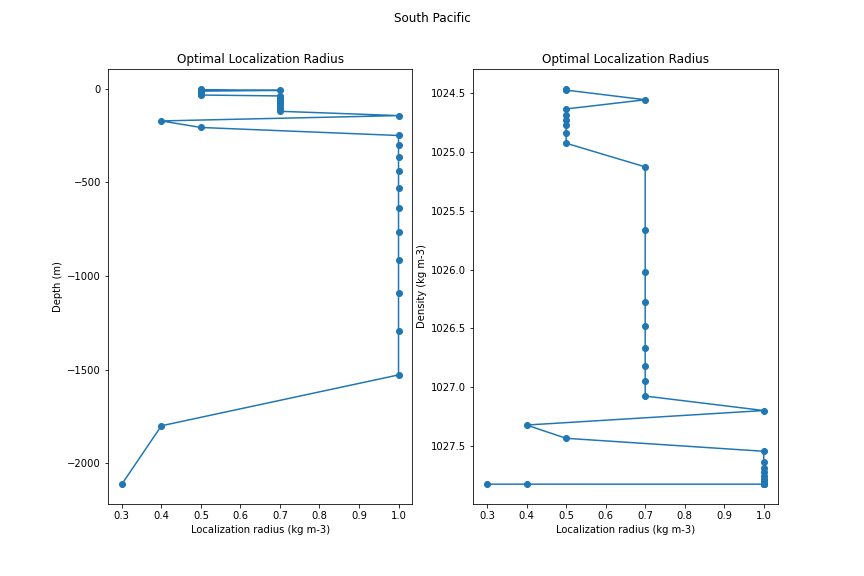 South Pacific
Optimal Localization Radius
0
−500
−1000
−1500
−2000
Depth (m)
0.3 0.4 0.5 0.6 0.7 0.8 0.9 1.0
Localization radius (kg m-3)
Optimal Localization Radius
1024.5
1025.0
1025.5
1026.0
1026.5
1027.0
1027.5
Density (kg m-3)
0.3 0.4 0.5 0.6 0.7 0.8 0.9 1.0
Localization radius (kg m-3)